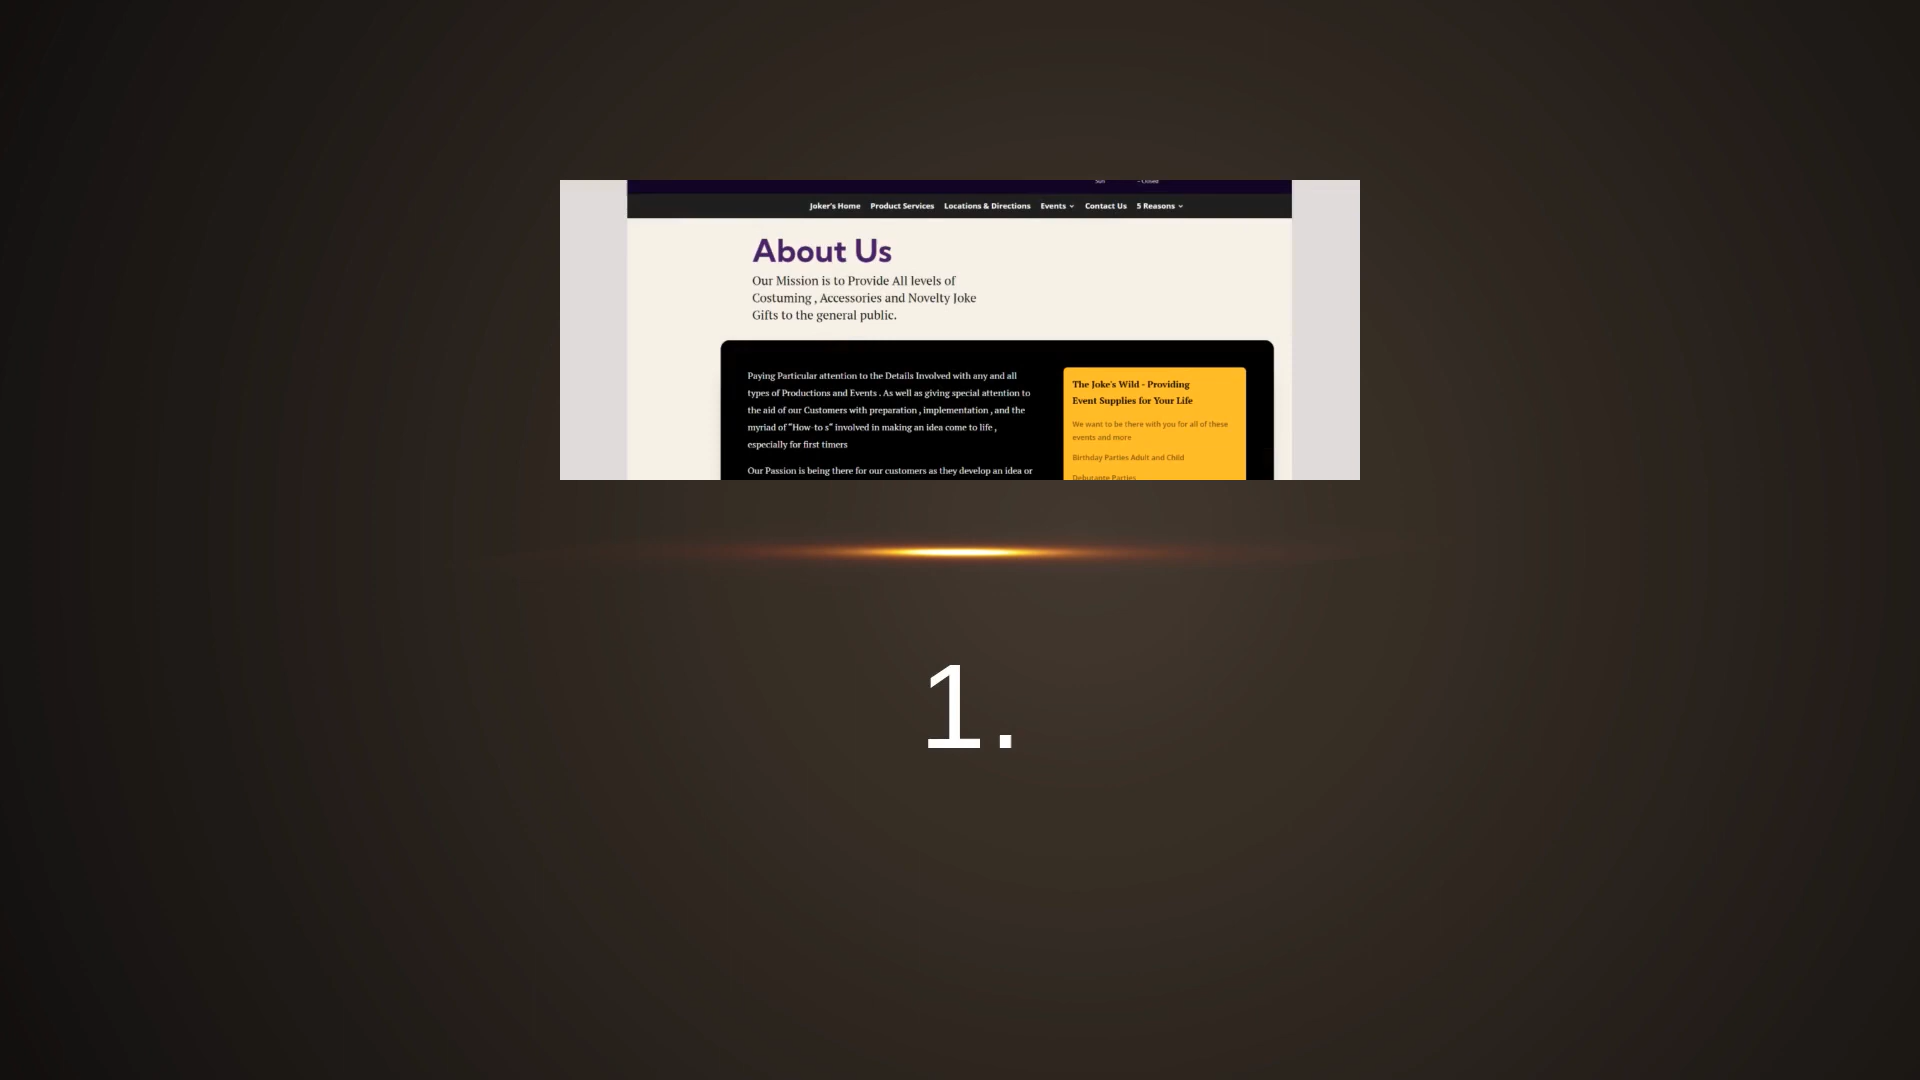 Sun - Closed
Joker's Home Product Services Locations & Directions Events Contact Us 5 Reasons
About Us
Our Mission is to Provide All levels of
Costuming , Accessories and Novelty Joke
Gifts to the general public.
Paying Particular attention to the Details Involved with any and all
types of Productions and Events . As well as giving special attention to
the aid of our Customers with preparation , implementation , and the
myriad of “How-to s“ involved in making an idea come to life ,
especially for first timers
Our Passion is being there for our customers as they develop an idea or
The Joke's Wild - Providing
Event Supplies for Your Life
We want to be there with you for all of these
events and more
Birthday Parties Adult and Child
Debutante Parties
1.